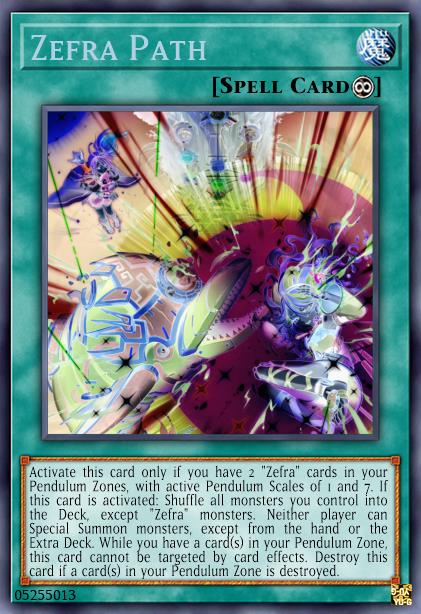 Zefra Path
[Spell Card]
Activate this card only if you have 2 "Zefra" cards in your
Pendulum Zones, with active Pendulum Scales of 1 and 7. If
this card is activated: Shuffle all monsters you control into
the Deck, except "Zefra" monsters. Neither player can
Special Summon monsters, except from the hand or the
Extra Deck. While you have a card(s) in your Pendulum Zone,
this card cannot be targeted by card effects. Destroy this
card if a card(s) in your Pendulum Zone is destroyed.
05255013